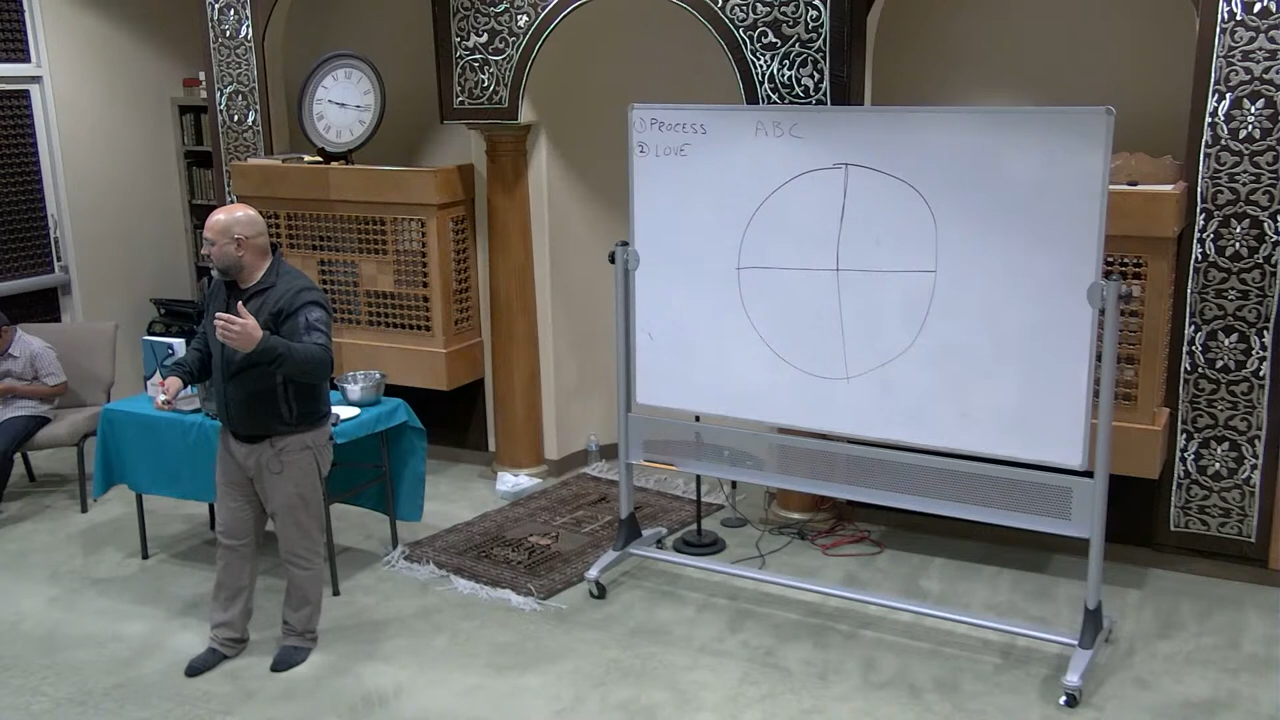 ① PROCESS ABC
② LOVE